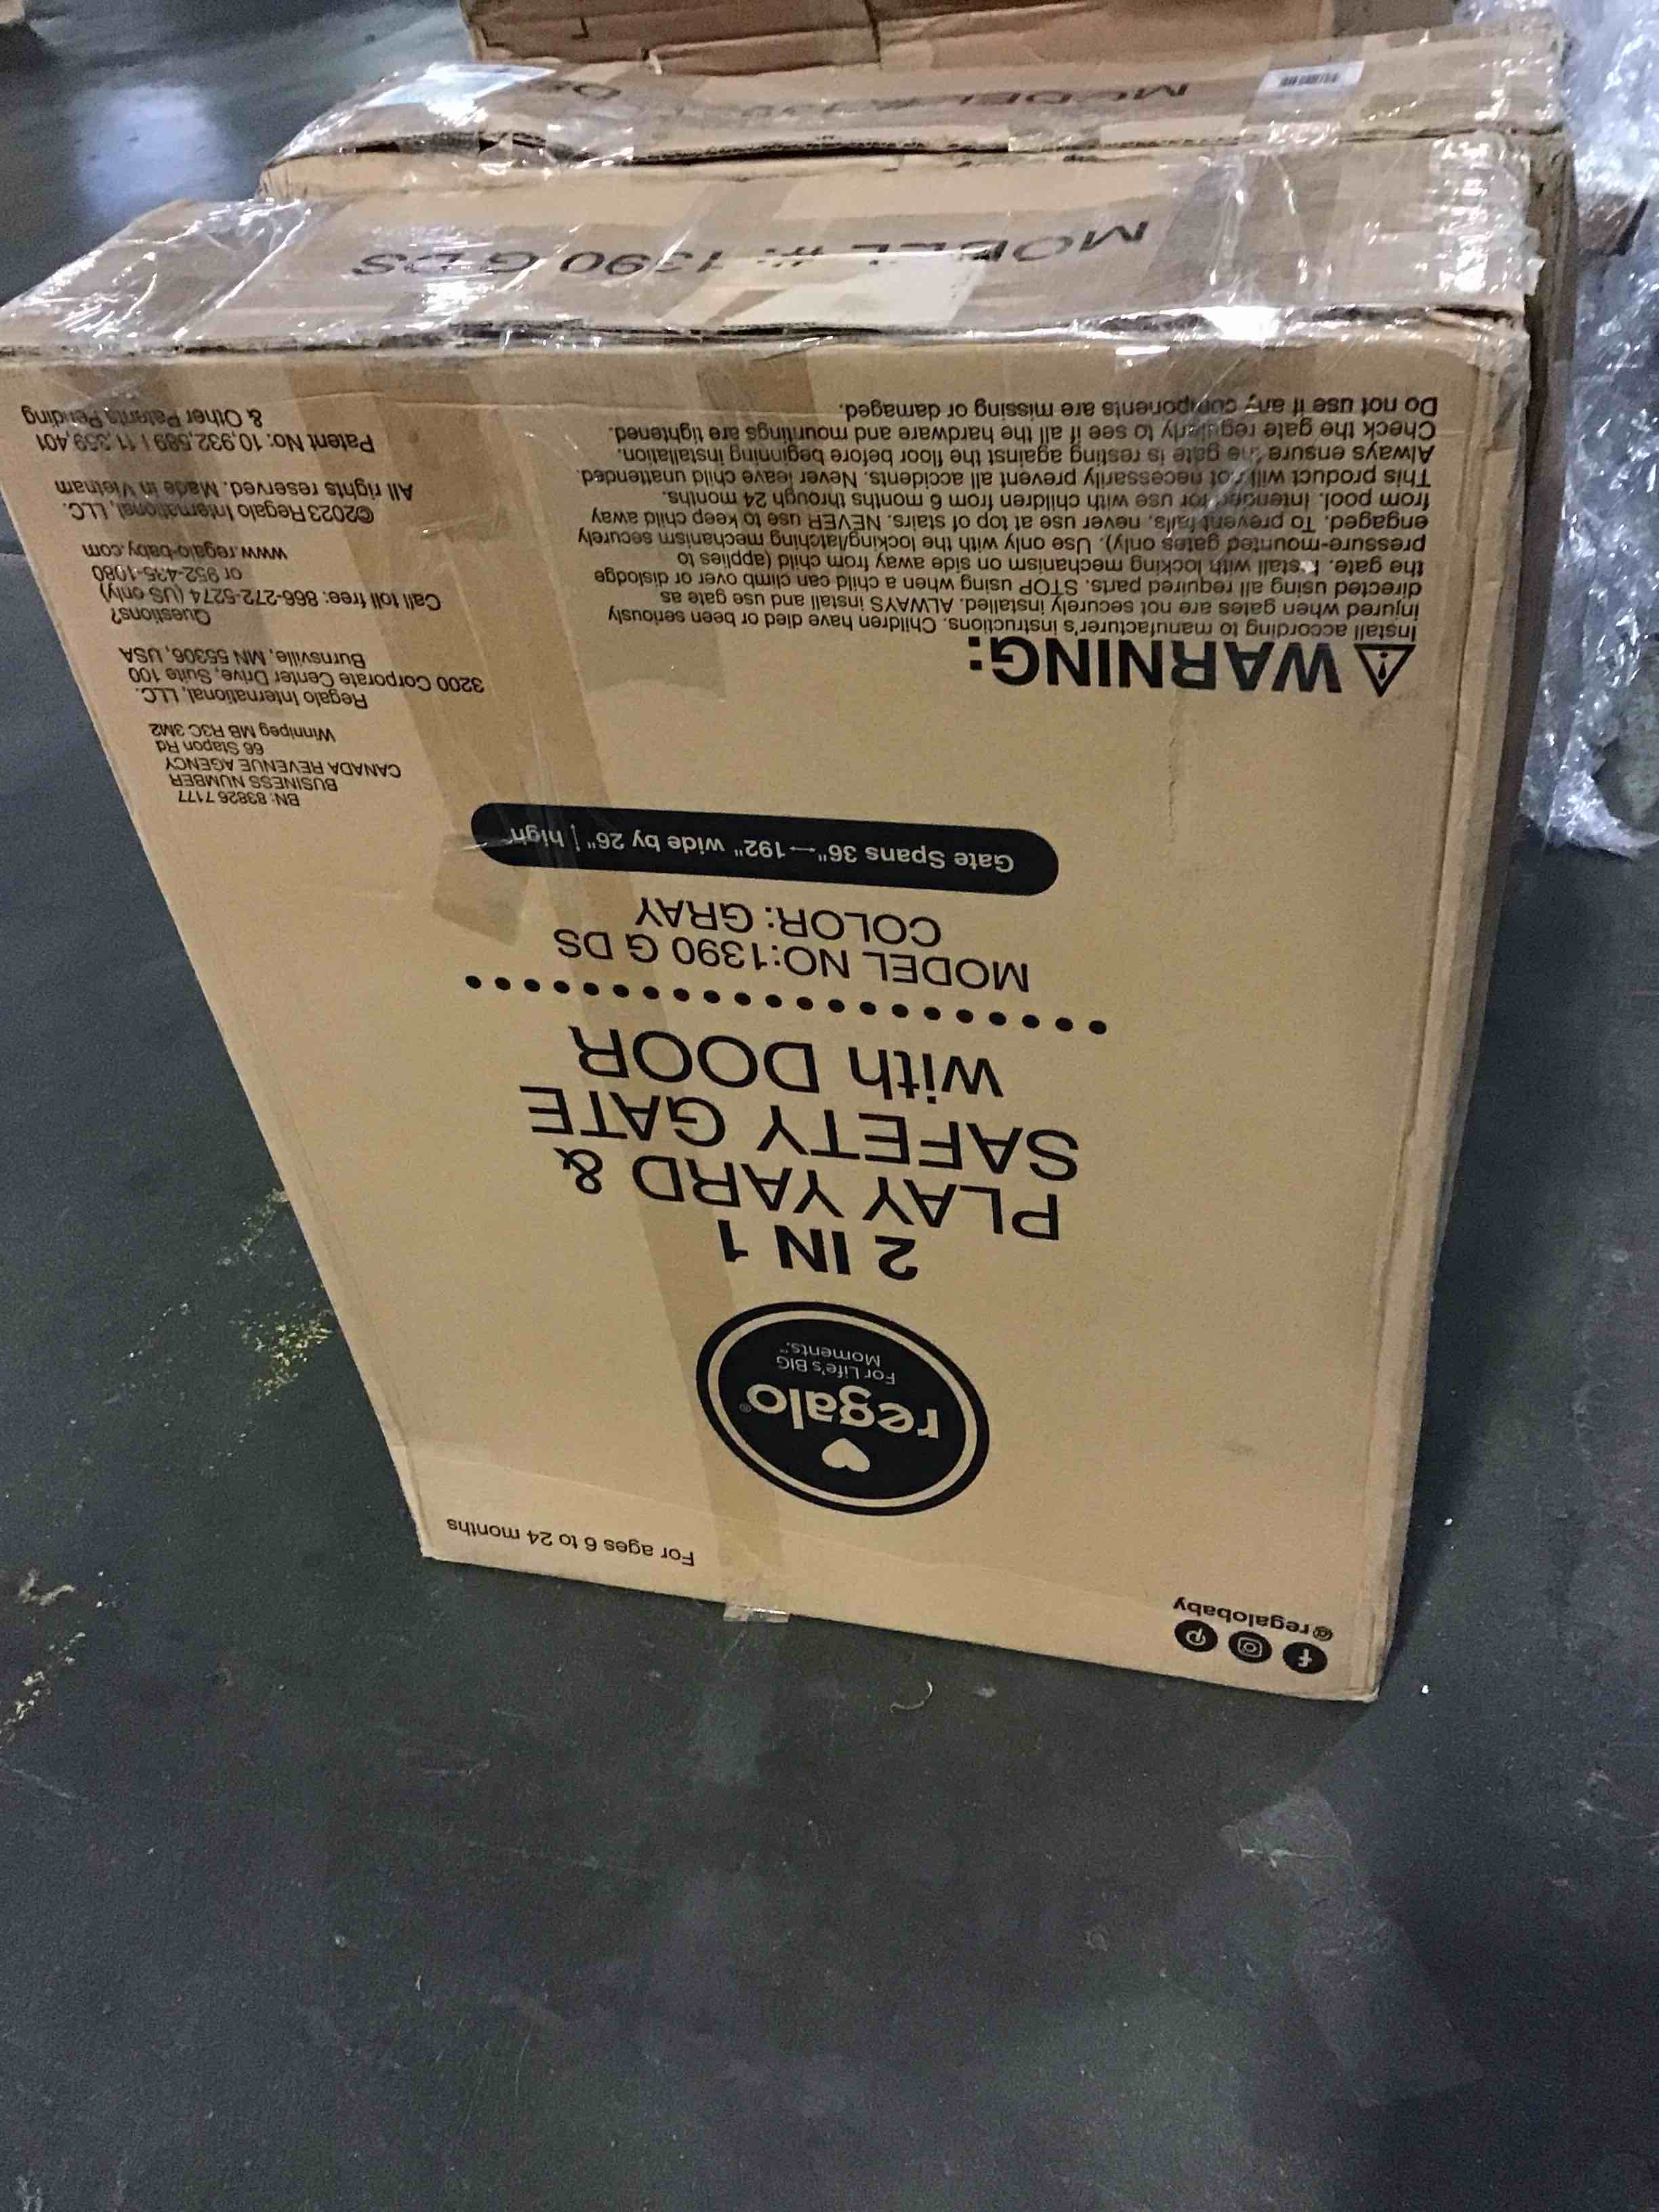 @regalobaby
For ages 6 to 24 months
regalo®
For Life's BIG
Moments.™
2 IN 1
PLAY YARD &
SAFETY GATE
with DOOR
MODEL NO:1390 G DS
COLOR: GRAY
Gate Spans 36"—192" wide by 26" high
WARNING:
Install according to manufacturer's instructions. Children have died or been seriously
injured when gates are not securely installed. ALWAYS install and use gate as
directed using all required parts. STOP using when a child can climb over or dislodge
the gate. Install with locking mechanism on side away from child (applies to
pressure-mounted gates only). Use only with the locking/latching mechanism securely
engaged. To prevent falls, never use at top of stairs. NEVER use to keep child away
from pool. Intended for use with children from 6 months through 24 months.
This product will not necessarily prevent all accidents. Never leave child unattended.
Always ensure the gate is resting against the floor before beginning installation.
Check the gate regularly to see if all the hardware and mountings are tightened.
Do not use if any components are missing or damaged.
BN: 83826 7177
BUSINESS NUMBER
CANADA REVENUE AGENCY
66 Stapon Rd
Winnipeg MB R3C 3M2
Regalo International, LLC.
3200 Corporate Center Drive, Suite 100
Burnsville, MN 55306, USA
Questions?
Call toll free: 866-272-5274 (US only)
or 952-435-1080
www.regalo-baby.com
©2023 Regalo International, LLC.
All rights reserved. Made in Vietnam
Patent No: 10,932,589 | 11,359,401
& Other Patents Pending
MODEL #: 1390 G DS
MODEL